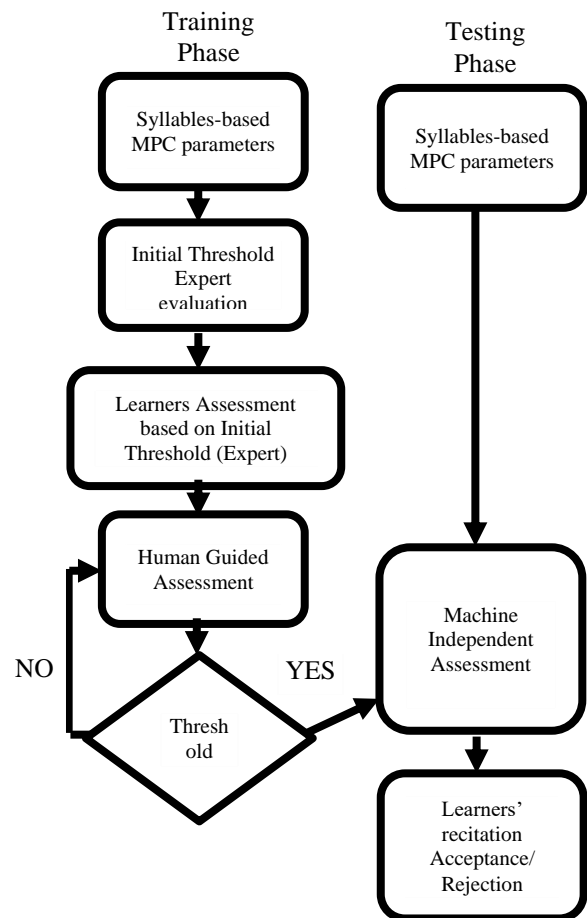 Training
Phase
Syllables-based
MPC parameters
Initial Threshold
Expert
evaluation
Learners Assessment
based on Initial
Threshold (Expert)
Human Guided
Assessment
NO
Thresh
old
YES
Testing
Phase
Syllables-based
MPC parameters
Machine
Independent
Assessment
Learners’
recitation
Acceptance/
Rejection